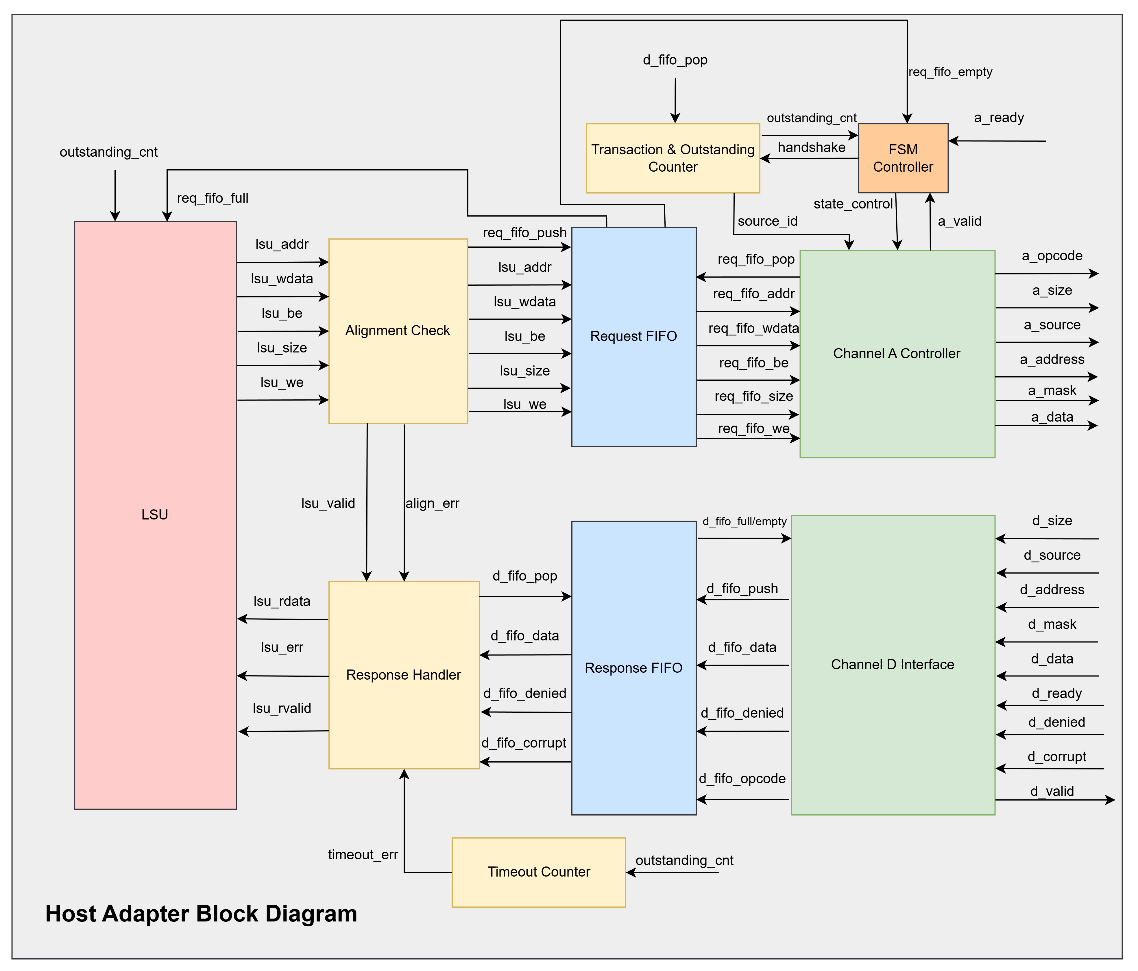 d_fifo_pop
req_fifo_empty
outstanding_cnt
a_ready
outstanding_cnt
Transaction & Outstanding
Counter
handshake
FSM
Controller
req_fifo_full
source_id
state_control
a_valid
lsu_addr
lsu_wdata
lsu_be
lsu_size
lsu_we
Alignment Check
req_fifo_push
lsu_addr
lsu_wdata
lsu_be
lsu_size
lsu_we
Request FIFO
req_fifo_pop
req_fifo_addr
req_fifo_wdata
req_fifo_be
req_fifo_size
req_fifo_we
Channel A Controller
a_opcode
a_size
a_source
a_address
a_mask
a_data
LSU
lsu_valid
align_err
lsu_rdata
lsu_err
lsu_rvalid
Response Handler
d_fifo_pop
d_fifo_data
d_fifo_denied
d_fifo_corrupt
Response FIFO
d_fifo_full/empty
d_fifo_push
d_fifo_data
d_fifo_denied
d_fifo_opcode
Channel D Interface
d_size
d_source
d_address
d_mask
d_data
d_ready
d_denied
d_corrupt
d_valid
timeout_err
Timeout Counter
outstanding_cnt
Host Adapter Block Diagram